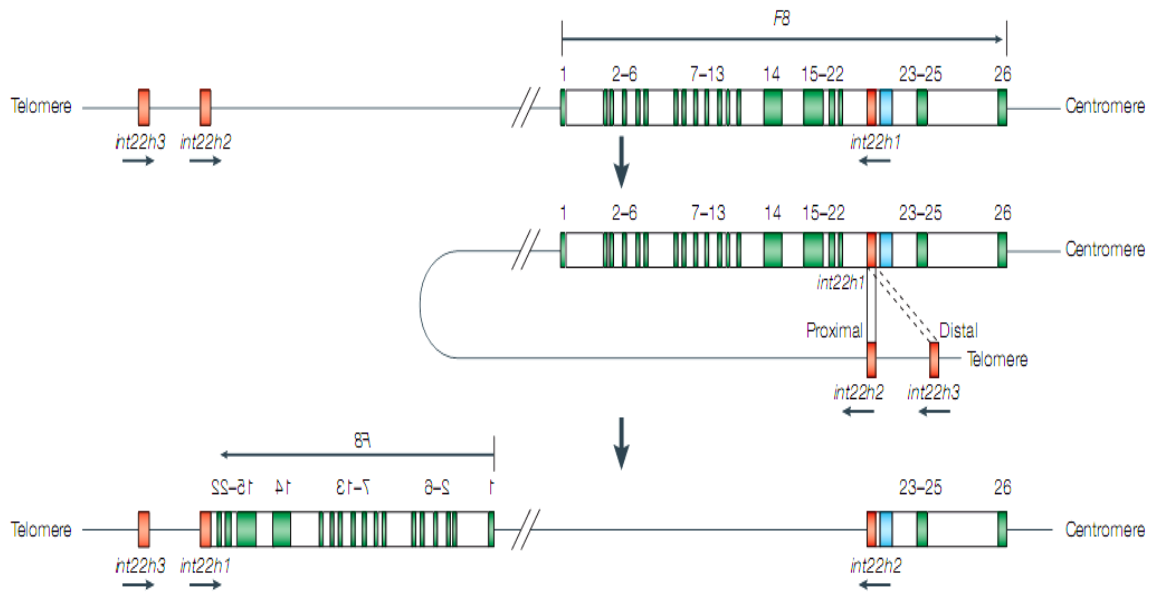 F8
1 2–6 7–13 14 15–22 23–25 26
Telomere Centromere
int22h3 int22h2 int22h1
1 2–6 7–13 14 15–22 23–25 26
Centromere
int22h1
Proximal Distal
Telomere
int22h2 int22h3
F8
15–22 14 7–13 2–6 1 23–25 26
Telomere Centromere
int22h3 int22h1 int22h2